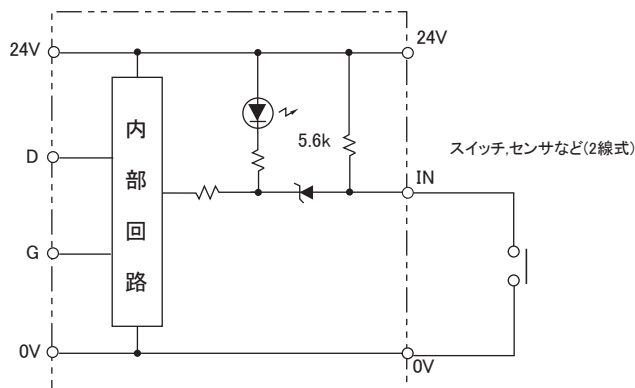 24V
24V
D
G
0V
内
部
回
路
5.6k
スイッチ,センサなど(2線式)
IN
0V